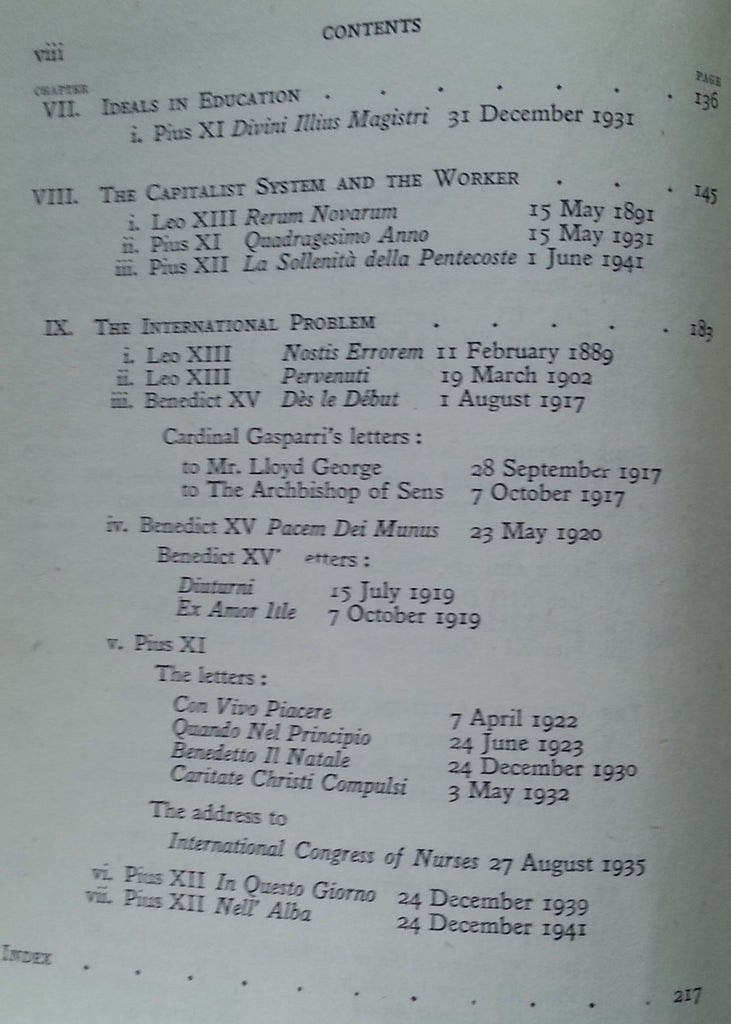 viii
CONTENTS
CHAPTER
PAGE
VII. IDEALS IN EDUCATION . . . . . . . 136
i. Pius XI Divini Illius Magistri 31 December 1931
VIII. THE CAPITALIST SYSTEM AND THE WORKER . . . 145
i. Leo XIII Rerum Novarum 15 May 1891
ii. Pius XI Quadragesimo Anno 15 May 1931
iii. Pius XII La Sollenità della Pentecoste 1 June 1941
IX. THE INTERNATIONAL PROBLEM . . . . . 183
i. Leo XIII Nostis Errorem 11 February 1889
ii. Leo XIII Pervenuti 19 March 1902
iii. Benedict XV Dès le Début 1 August 1917
Cardinal Gasparri's letters :
to Mr. Lloyd George 28 September 1917
to The Archbishop of Sens 7 October 1917
iv. Benedict XV Pacem Dei Munus 23 May 1920
Benedict XV' etters :
Diuturni 15 July 1919
Ex Amor 7 October 1919
v. Pius XI
The letters :
Con Vivo Piacere 7 April 1922
Quando Nel Principio 24 June 1923
Benedetto Il Natale 24 December 1930
Caritate Christi Compulsi 3 May 1932
The address to
International Congress of Nurses 27 August 1935
vi. Pius XII In Questo Giorno 24 December 1939
vii. Pius XII Nell' Alba 24 December 1941
INDEX . . . . . . . . . . . 217